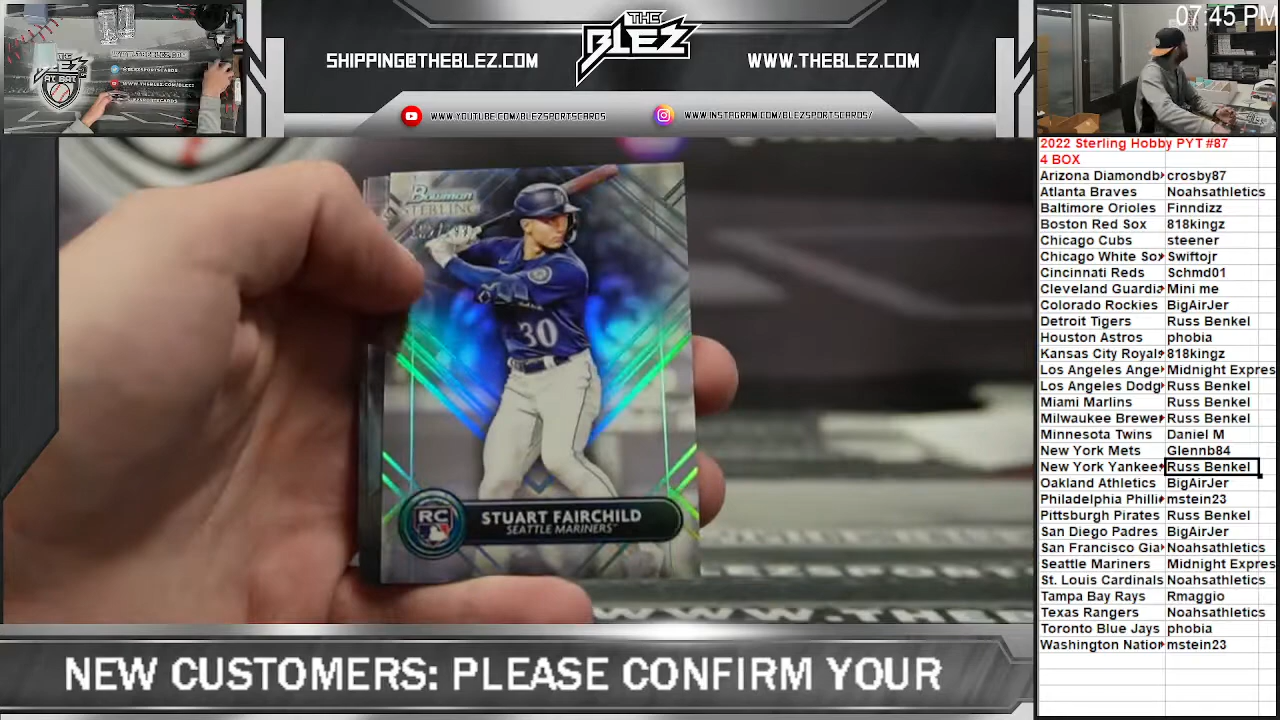 07:45 PM
THE
BLEZ
SHIPPING@THEBLEZ.COM
WWW.THEBLEZ.COM
WWW.YOUTUBE.COM/BLEZSPORTSCARDS
WWW.INSTAGRAM.COM/BLEZSPORTSCARDS/
2022 Sterling Hobby PYT #87
4 BOX
Arizona Diamondb crosby87
Atlanta Braves Noahsathletics
Baltimore Orioles Finndizz
Boston Red Sox 818kingz
Chicago Cubs steener
Chicago White Sox Swiftojr
Cincinnati Reds Schmd01
Cleveland Guardia Mini me
Colorado Rockies BigAirJer
Detroit Tigers Russ Benkel
Houston Astros phobia
Kansas City Royals 818kingz
Los Angeles Ange Midnight Expres
Los Angeles Dodg Russ Benkel
Miami Marlins Russ Benkel
Milwaukee Brewe Russ Benkel
Minnesota Twins Daniel M
New York Mets Glennb84
New York Yankee Russ Benkel
Oakland Athletics BigAirJer
Philadelphia Philli mstein23
Pittsburgh Pirates Russ Benkel
San Diego Padres BigAirJer
San Francisco Gia Noahsathletics
Seattle Mariners Midnight Expres
St. Louis Cardinals Noahsathletics
Tampa Bay Rays Rmaggio
Texas Rangers Noahsathletics
Toronto Blue Jays phobia
Washington Nation mstein23
Bowman
STERLING
30
RC
STUART FAIRCHILD
SEATTLE MARINERS
NEW CUSTOMERS: PLEASE CONFIRM YOUR